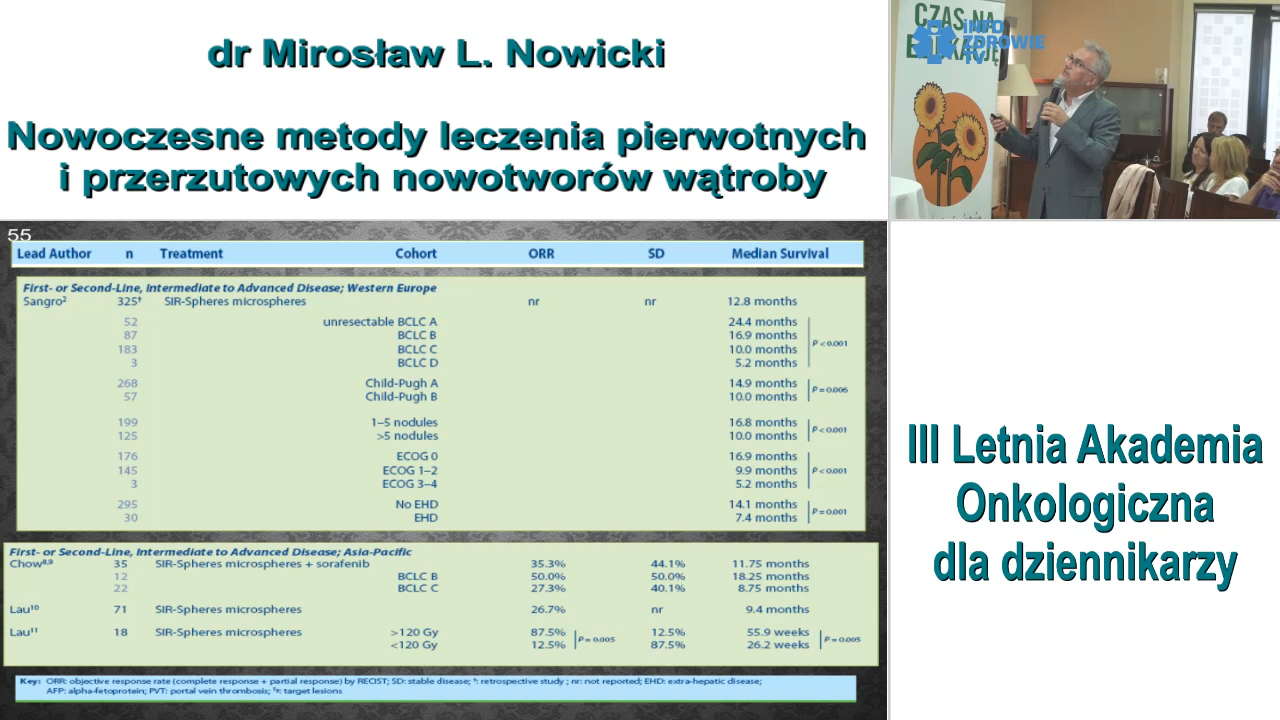 dr Mirosław L. Nowicki
Nowoczesne metody leczenia pierwotnych
i przerzutowych nowotworów wątroby
CZAS NA
EDUKACJĘ
iNFO
ZDROWIE
TV
55
Lead Author n Treatment Cohort ORR SD Median Survival
First- or Second-Line, Intermediate to Advanced Disease; Western Europe
Sangro² 325† SIR-Spheres microspheres nr nr 12.8 months
52 unresectable BCLC A 24.4 months
87 BCLC B 16.9 months
P < 0.001
183 BCLC C 10.0 months
3 BCLC D 5.2 months
268 Child-Pugh A 14.9 months
P = 0.006
57 Child-Pugh B 10.0 months
199 1–5 nodules 16.8 months
P < 0.001
125 >5 nodules 10.0 months
176 ECOG 0 16.9 months
145 ECOG 1–2 9.9 months P < 0.001
3 ECOG 3–4 5.2 months
295 No EHD 14.1 months
P = 0.001
30 EHD 7.4 months
First- or Second-Line, Intermediate to Advanced Disease; Asia-Pacific
Chow⁸,⁹ 35 SIR-Spheres microspheres + sorafenib 35.3% 44.1% 11.75 months
12 BCLC B 50.0% 50.0% 18.25 months
22 BCLC C 27.3% 40.1% 8.75 months
Lau¹⁰ 71 SIR-Spheres microspheres 26.7% nr 9.4 months
Lau¹¹ 18 SIR-Spheres microspheres >120 Gy 87.5% P = 0.005 12.5% 55.9 weeks P = 0.005
<120 Gy 12.5% 87.5% 26.2 weeks
Key: ORR: objective response rate (complete response + partial response) by RECIST; SD: stable disease; †: retrospective study ; nr: not reported; EHD: extra-hepatic disease;
AFP: alpha-fetoprotein; PVT: portal vein thrombosis; ‡: target lesions
III Letnia Akademia
Onkologiczna
dla dziennikarzy